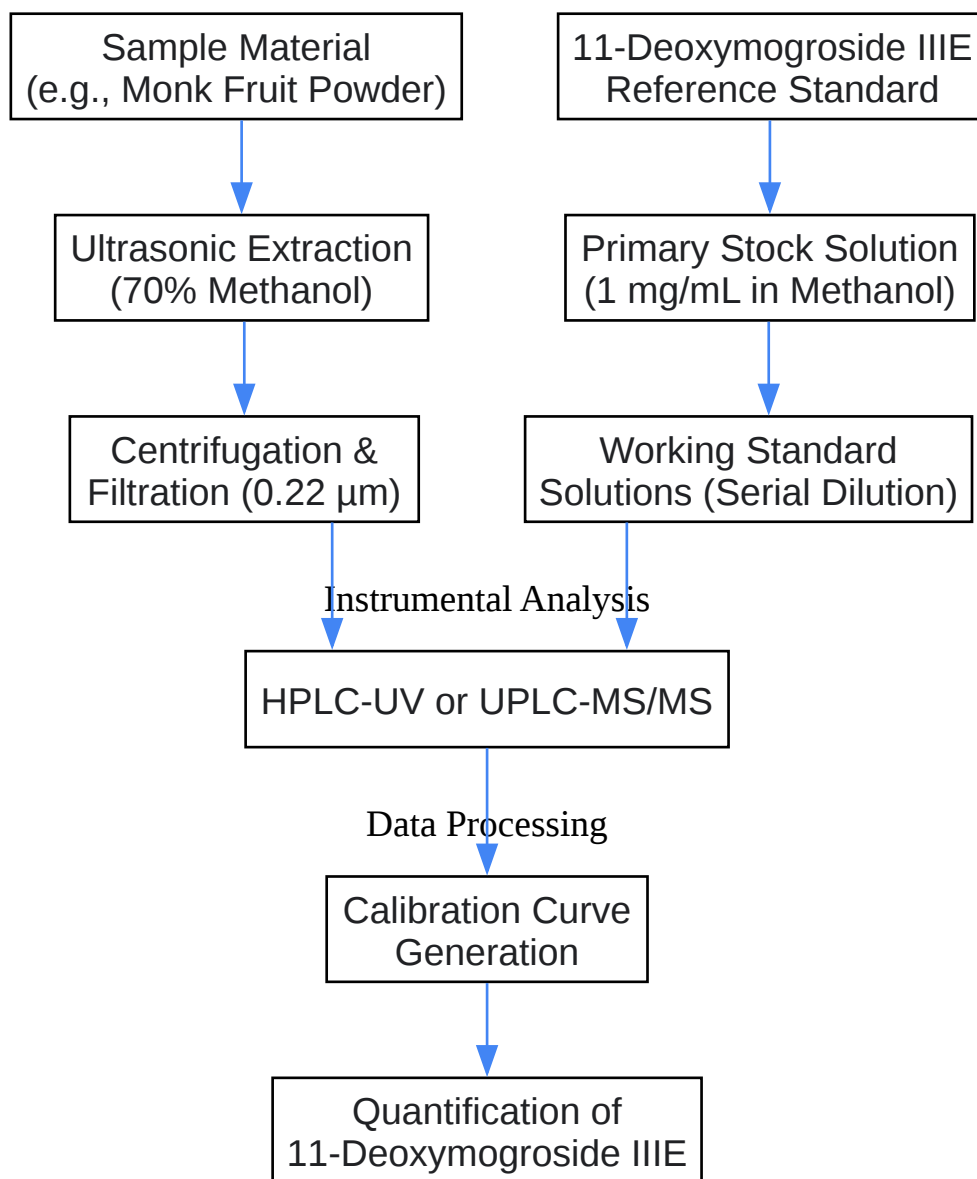 Sample Material
(e.g., Monk Fruit Powder)
11-Deoxymogroside IIIE
Reference Standard
Ultrasonic Extraction
(70% Methanol)
Primary Stock Solution
(1 mg/mL in Methanol)
Centrifugation &
Filtration (0.22 µm)
Working Standard
Solutions (Serial Dilution)
Instrumental Analysis
HPLC-UV or UPLC-MS/MS
Data Processing
Calibration Curve
Generation
Quantification of
11-Deoxymogroside IIIE